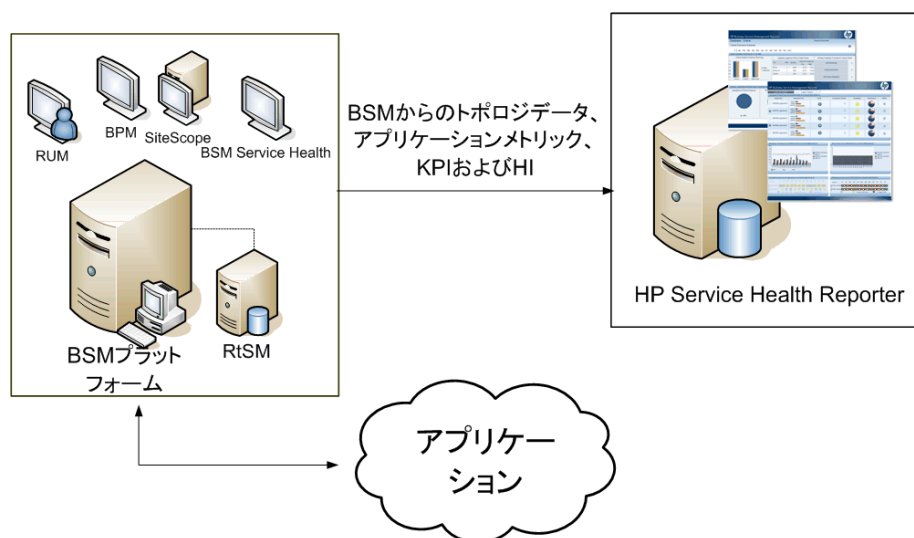 RUM
BPM
SiteScope
BSM Service Health
BSMプラット
フォーム
RtSM
BSMからのトポロジデータ、
アプリケーションメトリック、
KPIおよびHI
HP Service Health Reporter
アプリケー
ション